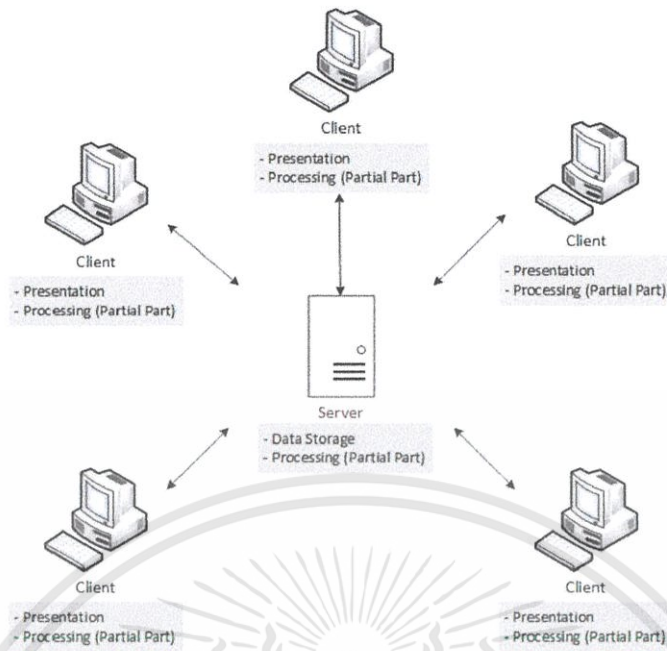 Client
- Presentation
- Processing (Partial Part)
Client
- Presentation
- Processing (Partial Part)
Client
- Presentation
- Processing (Partial Part)
Server
- Data Storage
- Processing (Partial Part)
Client
- Presentation
- Processing (Partial Part)
Client
- Presentation
- Processing (Partial Part)